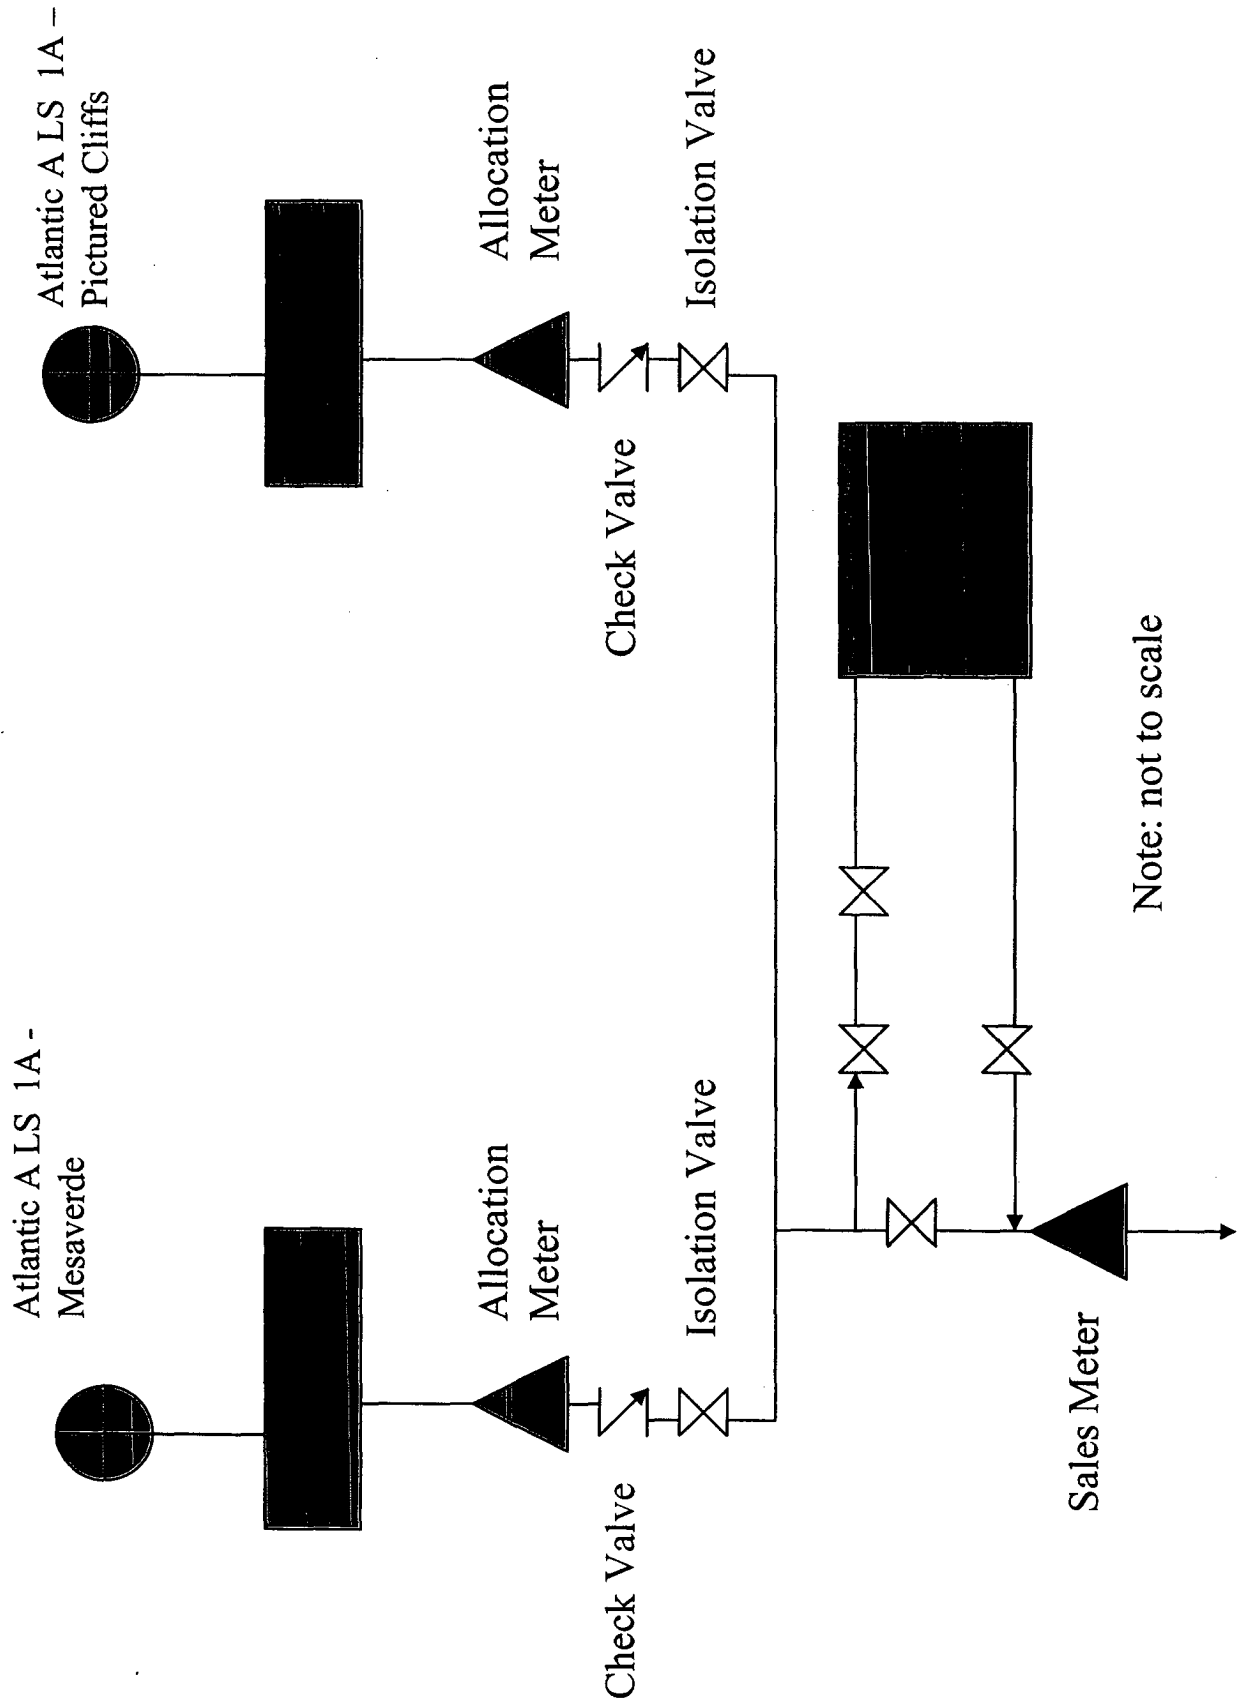 Atlantic A LS 1A -
Mesaverde
Atlantic A LS 1A –
Pictured Cliffs
Allocation
Meter
Allocation
Meter
Check Valve
Isolation Valve
Check Valve
Isolation Valve
Sales Meter
Note: not to scale